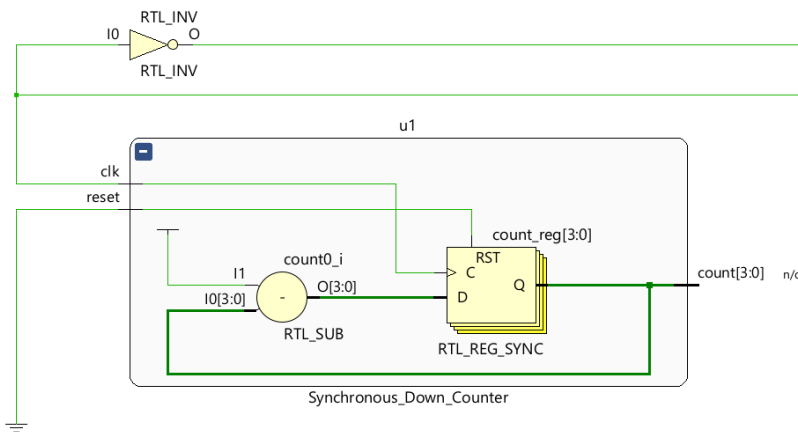 RTL_INV
I0
O
RTL_INV
u1
clk
reset
count_reg[3:0]
RST
count0_i
C
count[3:0]
n/c
I1
O[3:0]
D
Q
I0[3:0]
-
RTL_SUB
RTL_REG_SYNC
Synchronous_Down_Counter